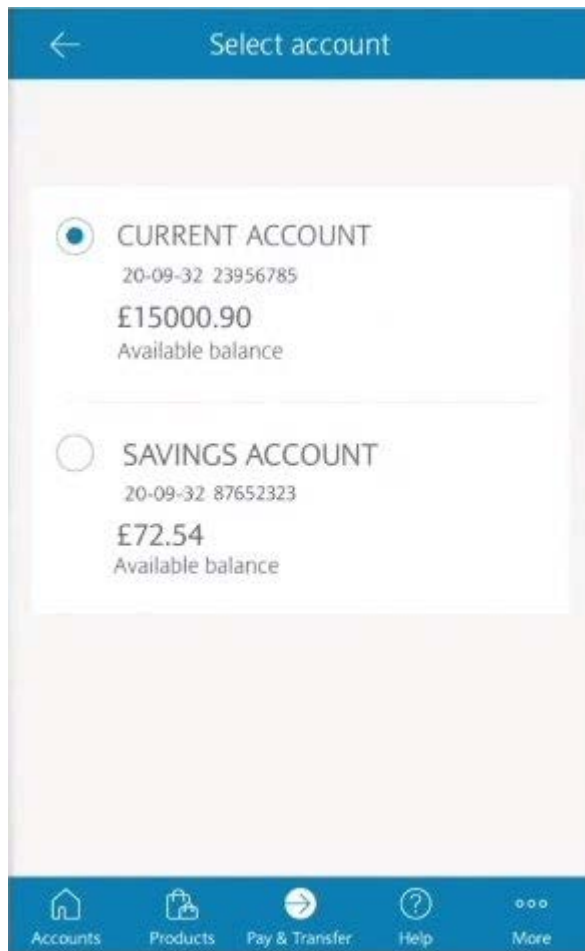 Select account
CURRENT ACCOUNT
20-09-32 23956785
£15000.90
Available balance
SAVINGS ACCOUNT
20-09-32 87652323
£72.54
Available balance
Accounts
Products
Pay & Transfer
Help
More